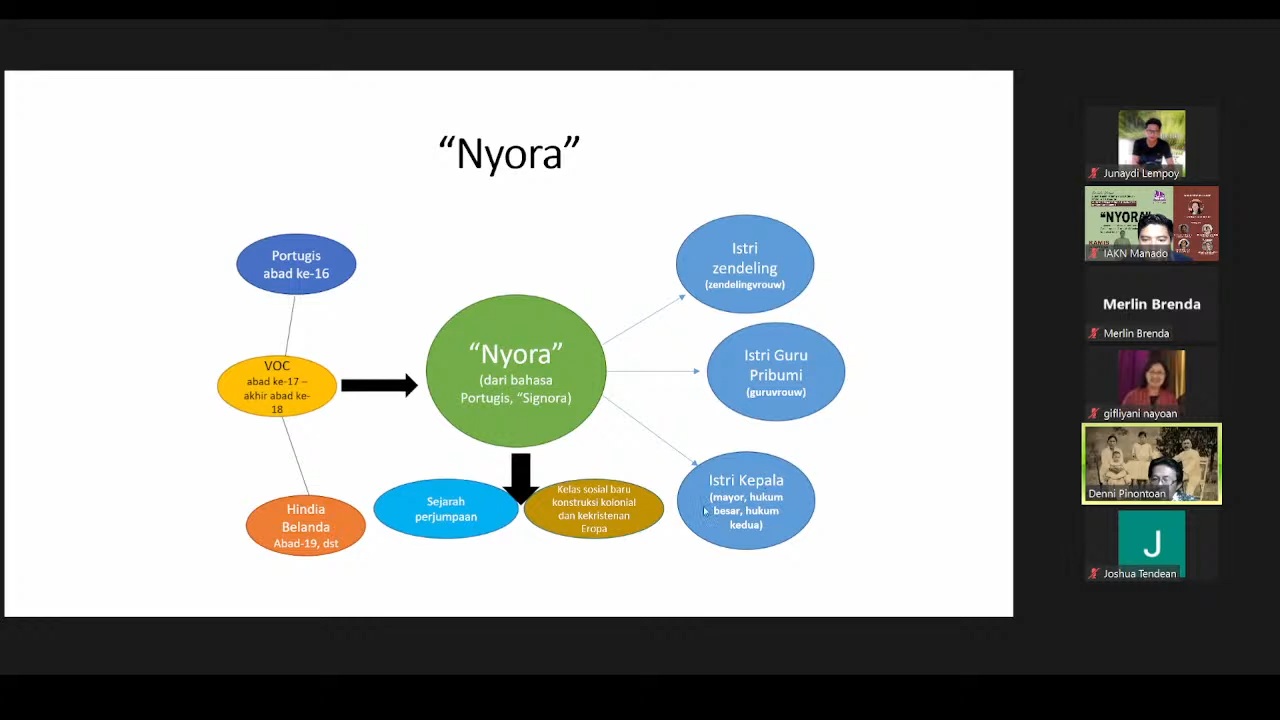 “Nyora”
Portugis
abad ke-16
VOC
abad ke-17 –
akhir abad ke-
18
Hindia
Belanda
Abad-19, dst
“Nyora”
(dari bahasa
Portugis, “Signora)
Sejarah
perjumpaan
Kelas sosial baru
konstruksi kolonial
dan kekristenan
Eropa
Istri
zendeling
(zendelingvrouw)
Istri Guru
Pribumi
(guruvrouw)
Istri Kepala
(mayor, hukum
besar, hukum
kedua)
Junaydi Lempoy
“NYORA”
KAMIS
IAKN Manado
Merlin Brenda
Merlin Brenda
gifliyani nayoan
Denni Pinontoan
J
Joshua Tendean